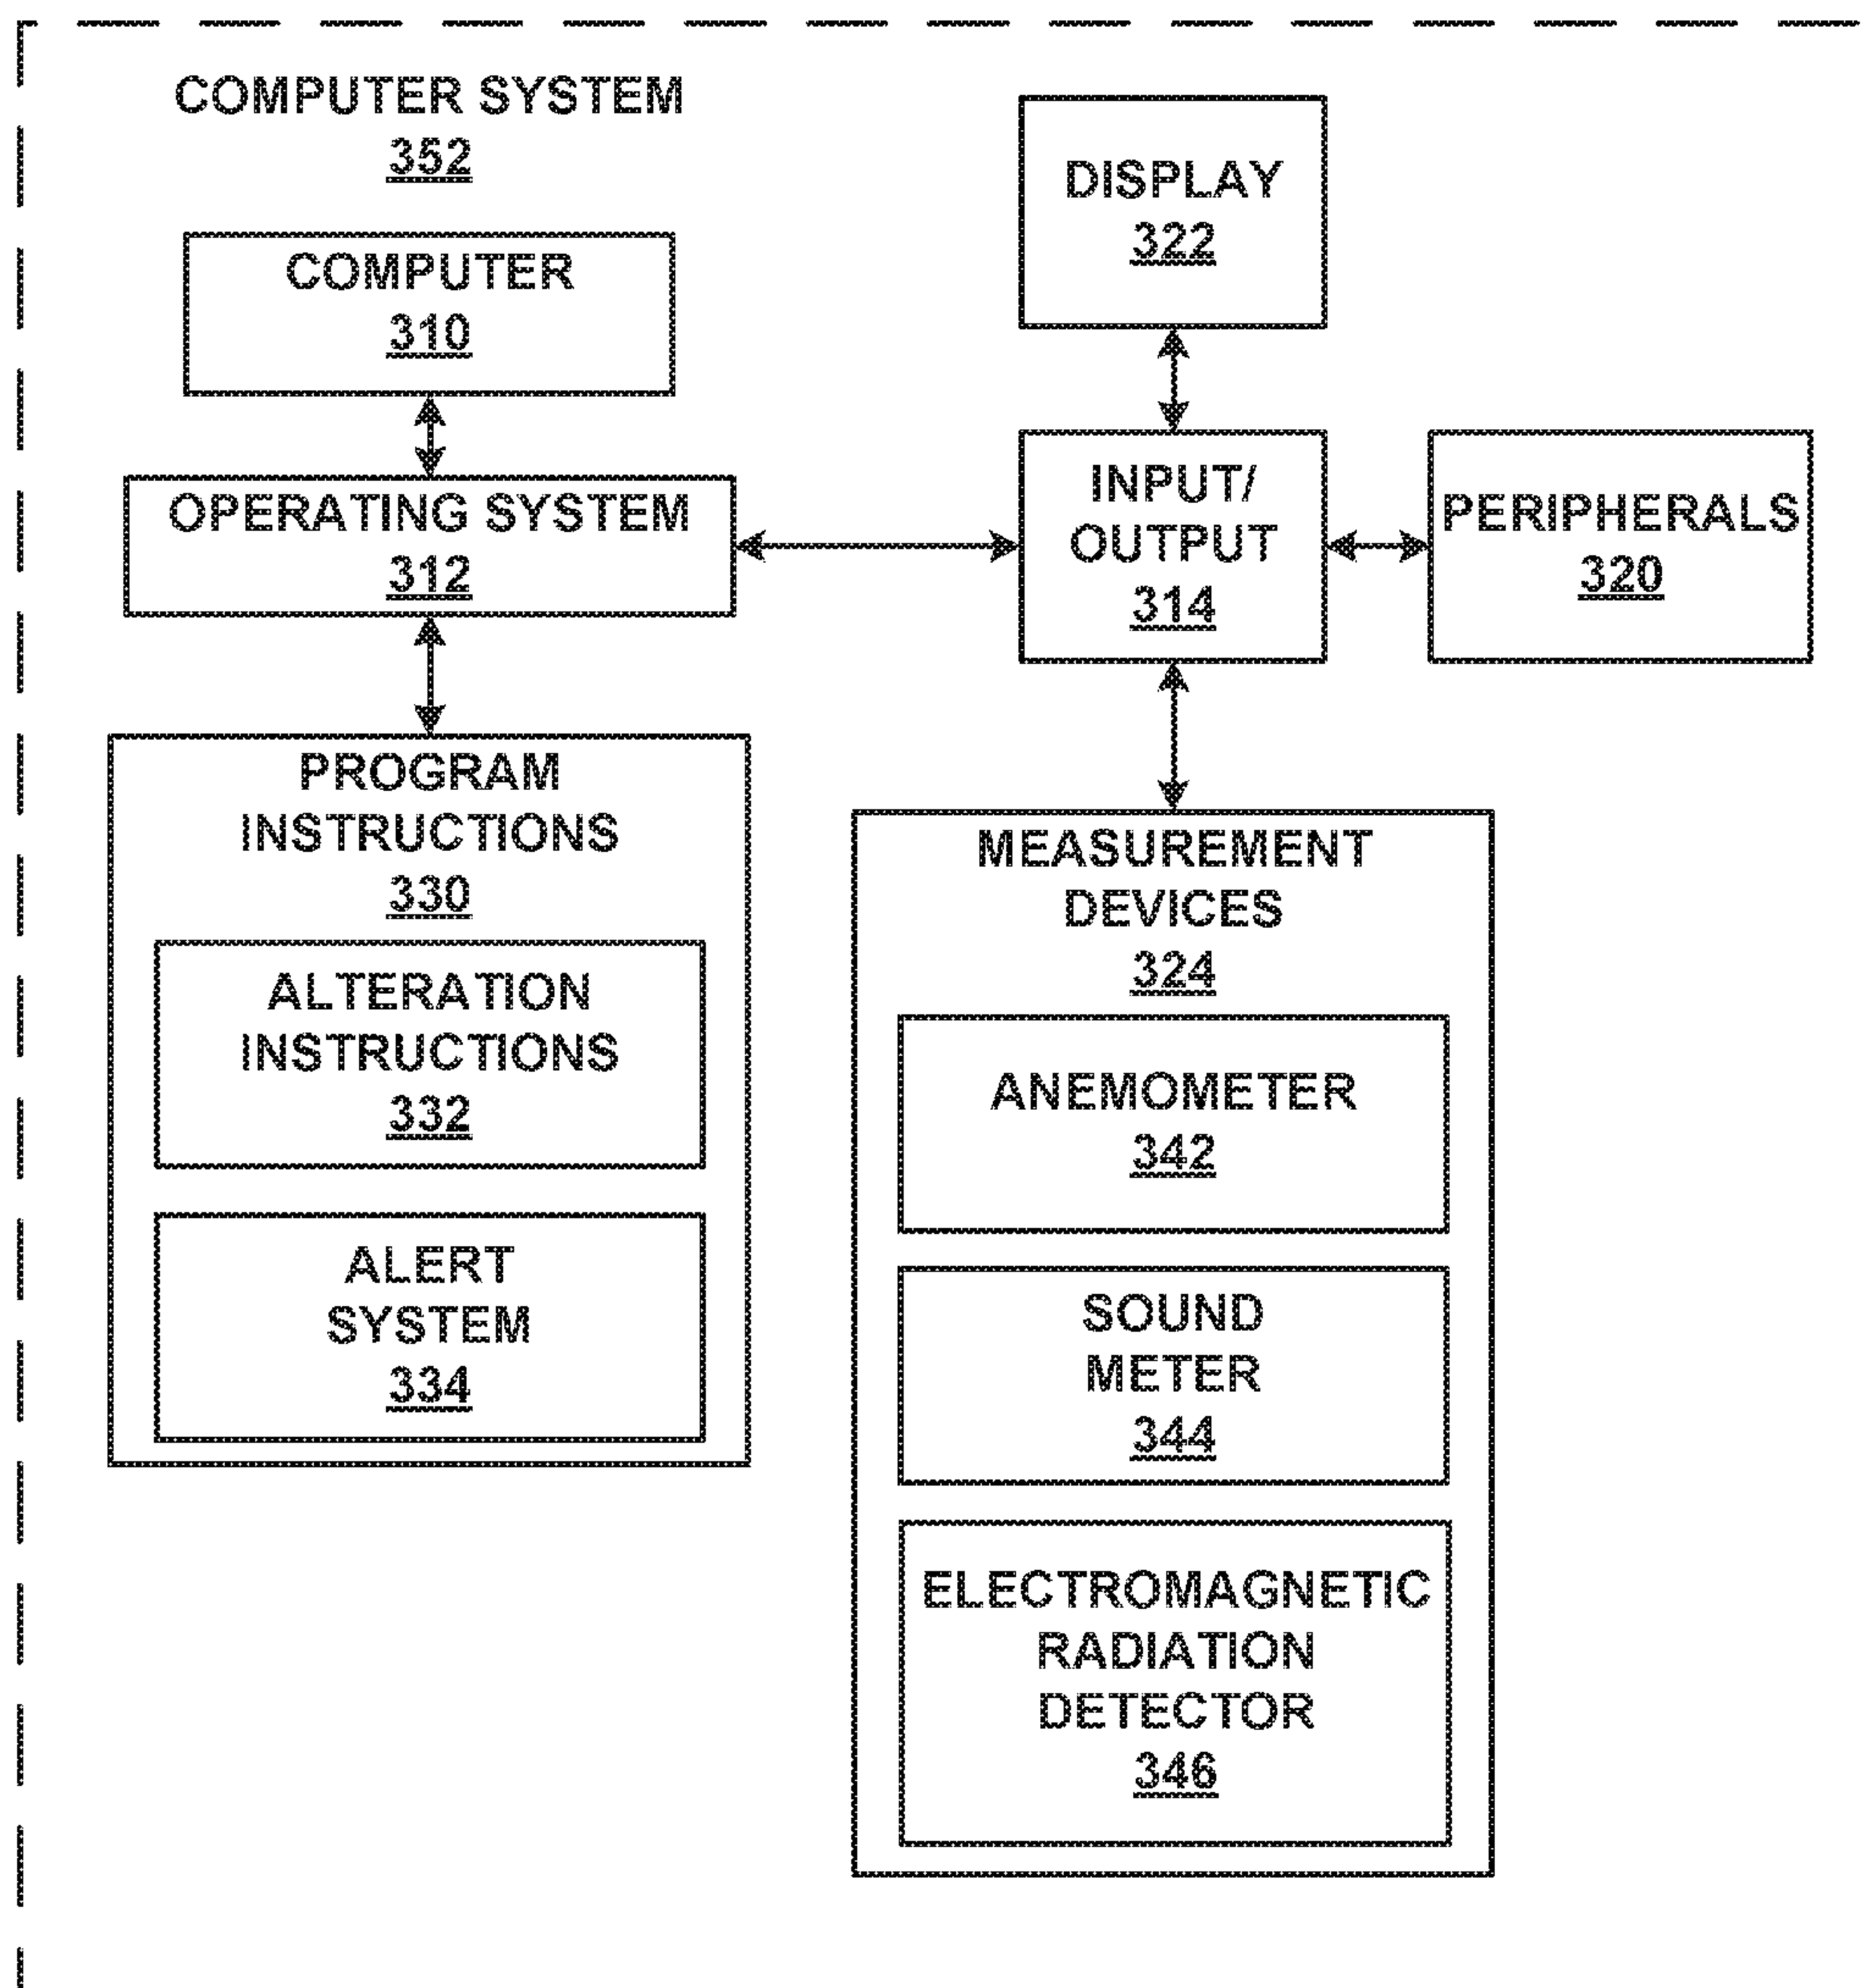 COMPUTER SYSTEM
352
COMPUTER
310
OPERATING SYSTEM
312
PROGRAM
INSTRUCTIONS
330
ALTERATION
INSTRUCTIONS
332
ALERT
SYSTEM
334
DISPLAY
322
INPUT/
OUTPUT
314
PERIPHERALS
320
MEASUREMENT
DEVICES
324
ANEMOMETER
342
SOUND
METER
344
ELECTROMAGNETIC
RADIATION
DETECTOR
346